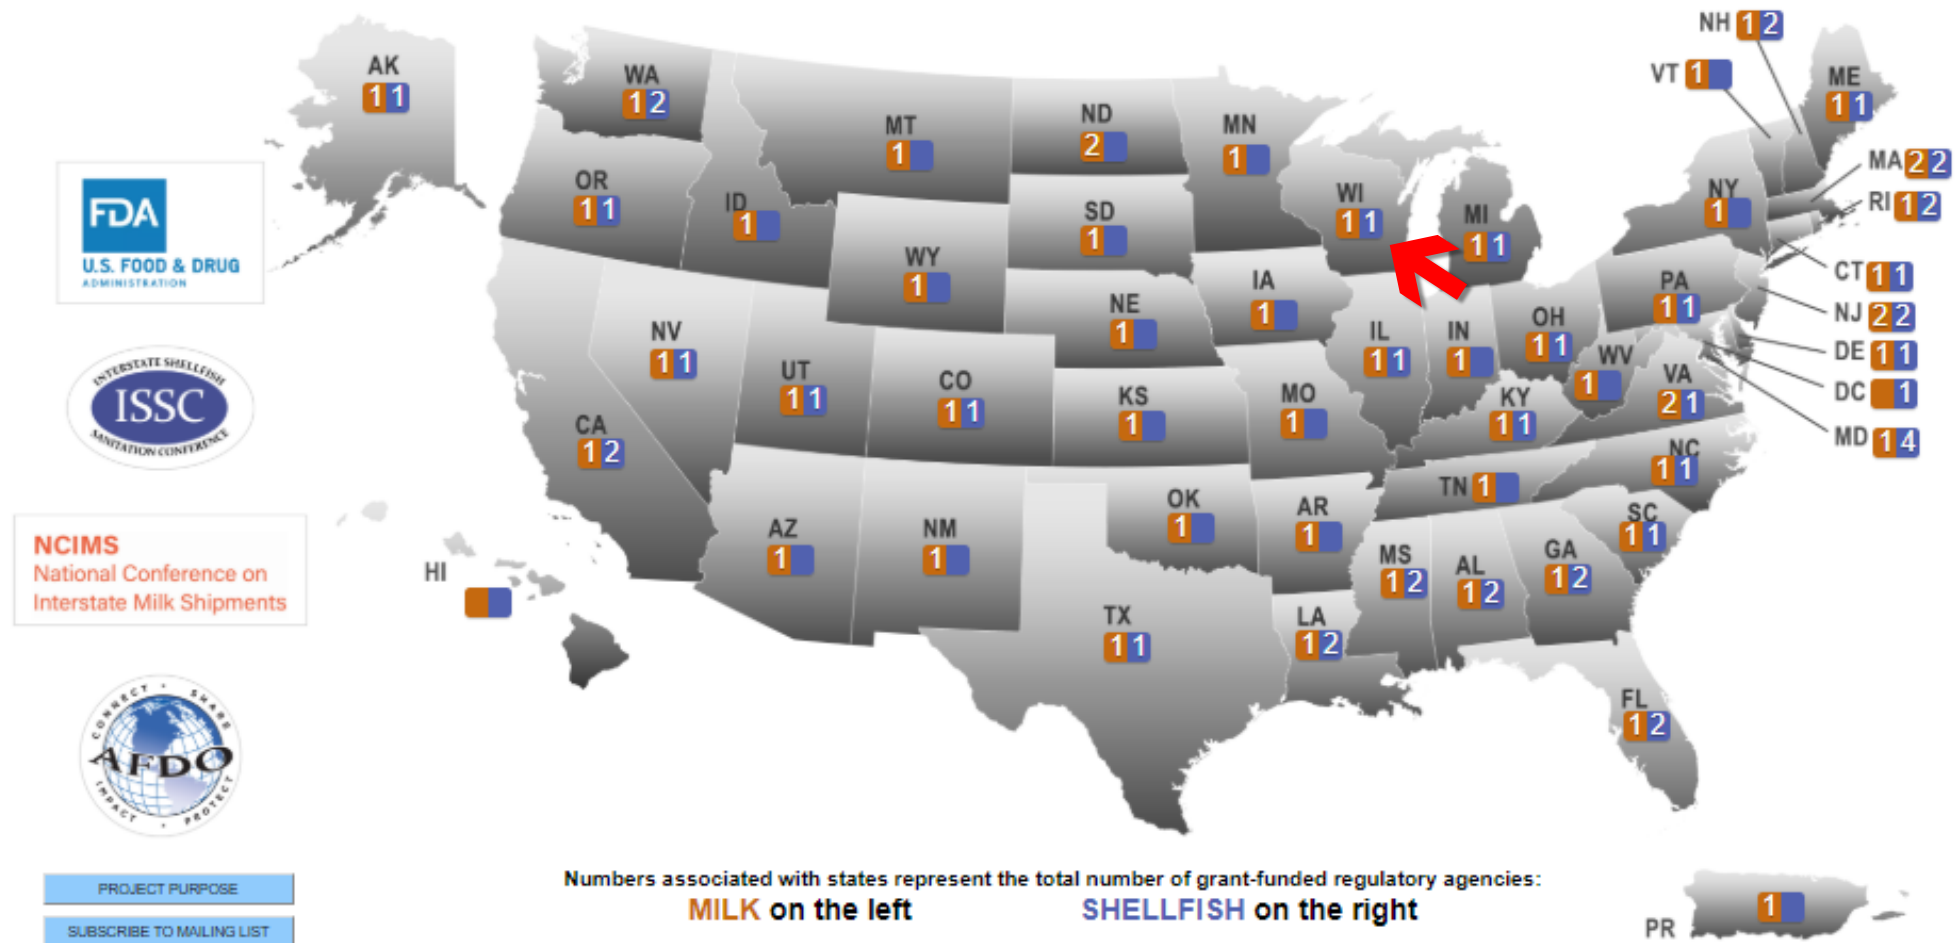 NH 1 2
VT 1
AK
1 1
WA
1 2
ME
1 1
MT
1
ND
2
MN
1
MA 2 2
OR
1 1
ID
1
SD
1
WI
1 1
MI
1 1
NY
1
RI 1 2
FDA
U.S. FOOD & DRUG
ADMINISTRATION
WY
1
NE
1
IA
1
PA
1 1
CT 1 1
NJ 2 2
NV
1 1
IL
1 1
IN
1
OH
1 1
WV
1
DE 1 1
UT
1 1
CO
1 1
KS
1
MO
1
KY
1 1
VA
2 1
DC 1
INTERSTATE SHELLFISH
ISSC
SANITATION CONFERENCE
CA
1 2
MD 1 4
NC
1 1
TN 1
AZ
1
NM
1
OK
1
AR
1
SC
1 1
NCIMS
National Conference on
Interstate Milk Shipments
HI
MS
1 2
AL
1 2
GA
1 2
TX
1 1
LA
1 2
FL
1 2
CONNECT · SHARE
AFDO
IMPACT · PROTECT
PROJECT PURPOSE
SUBSCRIBE TO MAILING LIST
Numbers associated with states represent the total number of grant-funded regulatory agencies:
MILK on the left SHELLFISH on the right
PR
1